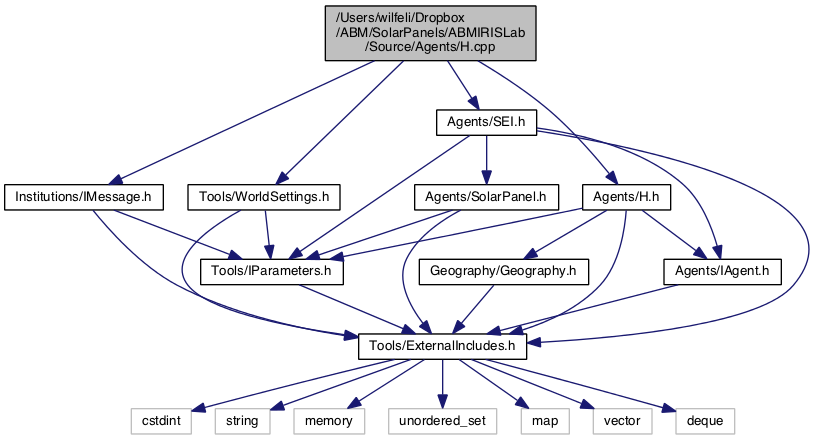 /Users/wilfeli/Dropbox
/ABM/SolarPanels/ABMIRISLab
/Source/Agents/H.cpp
Agents/SEI.h
Institutions/IMessage.h
Tools/WorldSettings.h
Agents/SolarPanel.h
Agents/H.h
Tools/IParameters.h
Geography/Geography.h
Agents/IAgent.h
Tools/ExternalIncludes.h
cstdint
string
memory
unordered_set
map
vector
deque